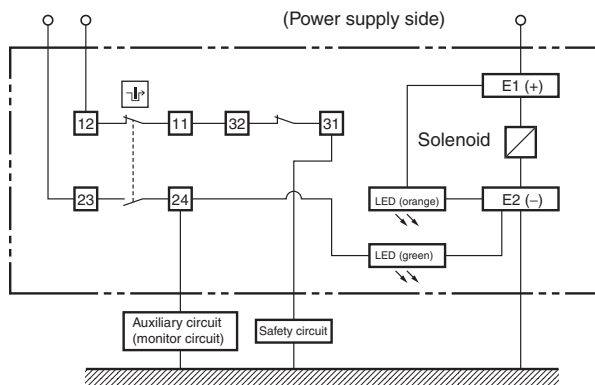 (Power supply side)
E1 (+)
12
11
32
31
Solenoid
23
24
LED (orange)
E2 (−)
LED (green)
Auxiliary circuit
(monitor circuit)
Safety circuit